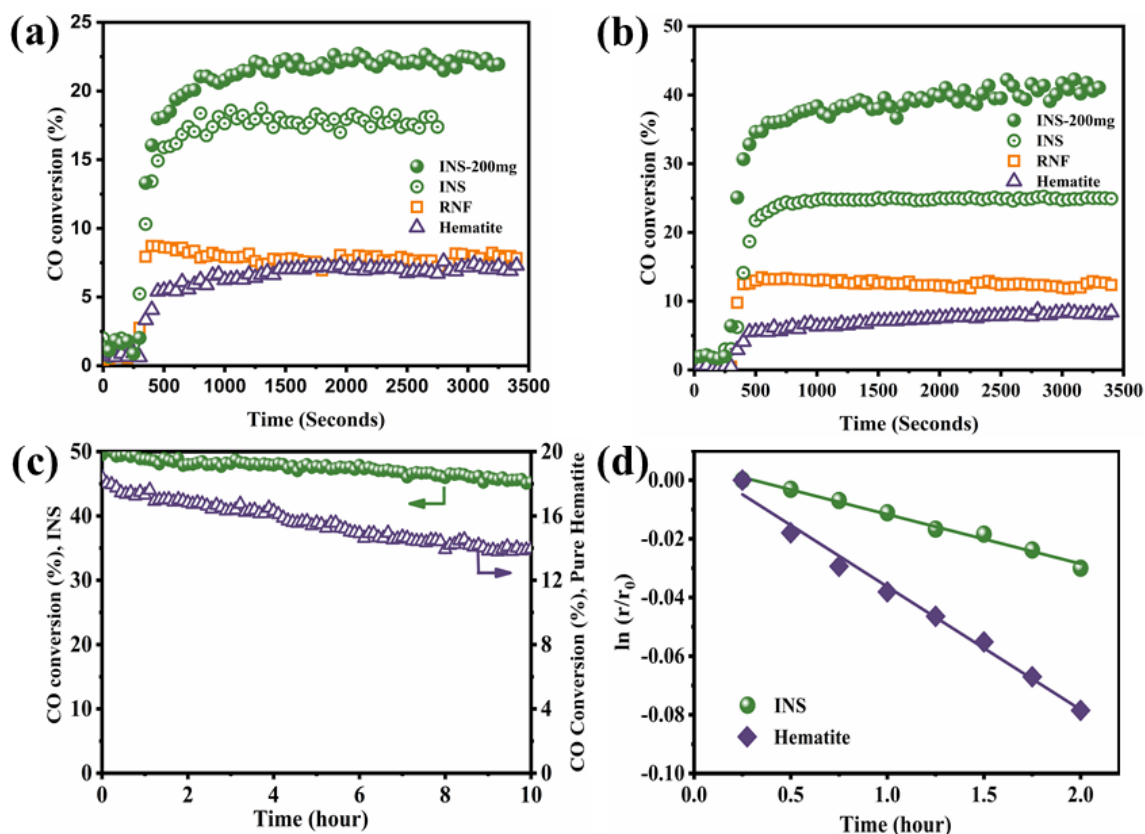 (a)
CO conversion (%)
25
20
15
10
5
0
INS-200mg
INS
RNF
Hematite
0 500 1000 1500 2000 2500 3000 3500
Time (Seconds)
(b)
CO conversion (%)
50
40
30
20
10
0
INS-200mg
INS
RNF
Hematite
0 500 1000 1500 2000 2500 3000 3500
Time (Seconds)
(c)
CO conversion (%), INS
50
40
30
20
10
0
20
16
12
8
4
0
CO Conversion (%), Pure Hematite
0 2 4 6 8 10
Time (hour)
(d)
ln (r/r0)
0.00
-0.02
-0.04
-0.06
-0.08
-0.10
INS
Hematite
0.0 0.5 1.0 1.5 2.0
Time (hour)